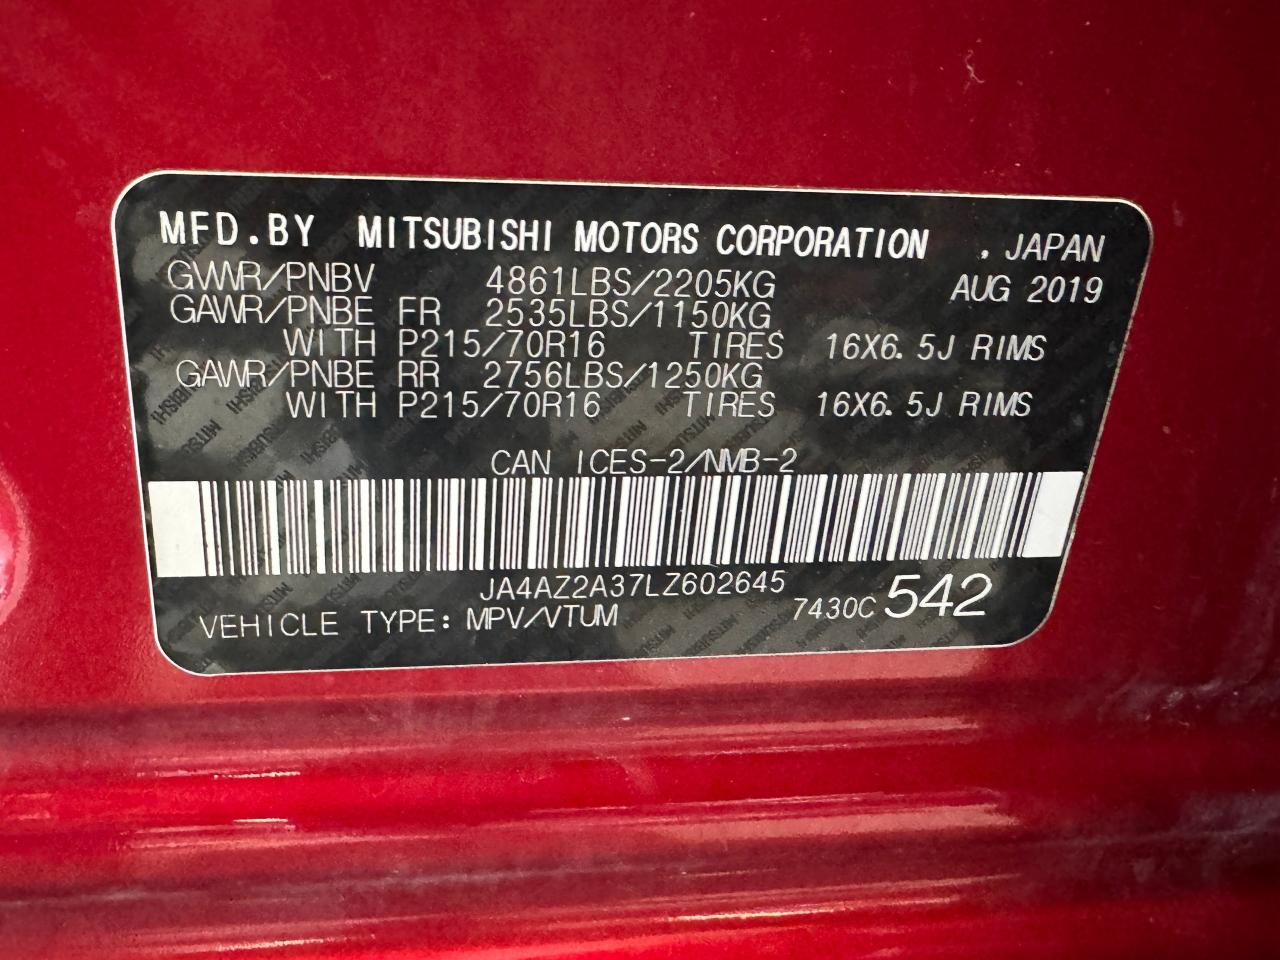 MFD.BY MITSUBISHI MOTORS CORPORATION , JAPAN
GVWR/PNBV 4861LBS/2205KG AUG 2019
GAWR/PNBE FR 2535LBS/1150KG
WITH P215/70R16 TIRES 16X6.5J RIMS
GAWR/PNBE RR 2756LBS/1250KG
WITH P215/70R16 TIRES 16X6.5J RIMS
CAN ICES-2/NMB-2
JA4AZ2A37LZ602645
VEHICLE TYPE: MPV/VTUM 7430C 542